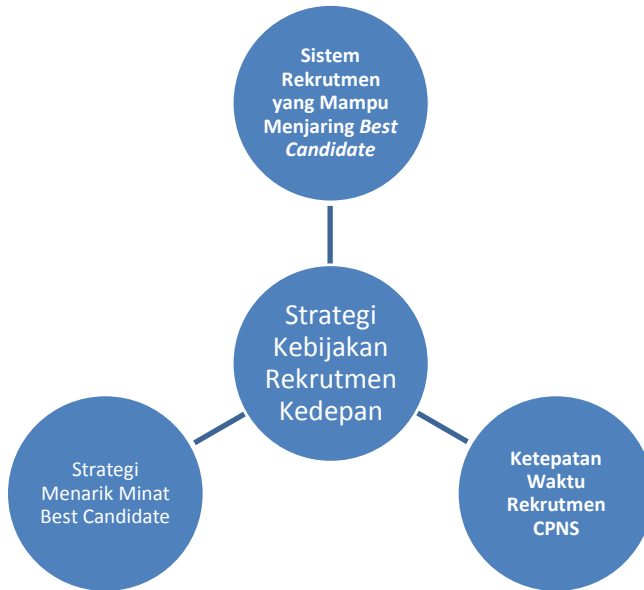 Sistem
Rekrutmen
yang Mampu
Menjaring Best
Candidate
Strategi
Kebijakan
Rekrutmen
Kedepan
Strategi
Menarik Minat
Best Candidate
Ketepatan
Waktu
Rekrutmen
CPNS